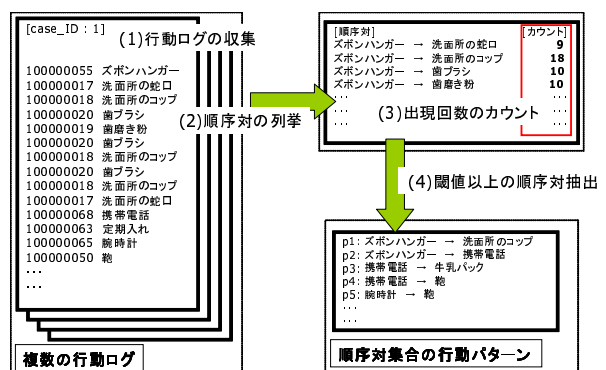 [case_ID : 1]
(1)行動ログの収集
100000055 ズボンハンガー
100000017 洗面所の蛇口
100000018 洗面所のコップ
100000020 歯ブラシ
100000019 歯磨き粉
100000020 歯ブラシ
100000018 洗面所のコップ
100000020 歯ブラシ
100000018 洗面所のコップ
100000017 洗面所の蛇口
100000068 携帯電話
100000063 定期入れ
100000065 腕時計
100000050 鞄
...
...
複数の行動ログ
(2)順序対の列挙
[順序対] [カウント]
ズボンハンガー → 洗面所の蛇口 9
ズボンハンガー → 洗面所のコップ 18
ズボンハンガー → 歯ブラシ 10
ズボンハンガー → 歯磨き粉 10
... ...
... ...
... ...
(3)出現回数のカウント
(4)閾値以上の順序対抽出
p1: ズボンハンガー → 洗面所のコップ
p2: ズボンハンガー → 携帯電話
p3: 携帯電話 → 牛乳パック
p4: 携帯電話 → 鞄
p5: 腕時計 → 鞄
...
...
順序対集合の行動パターン